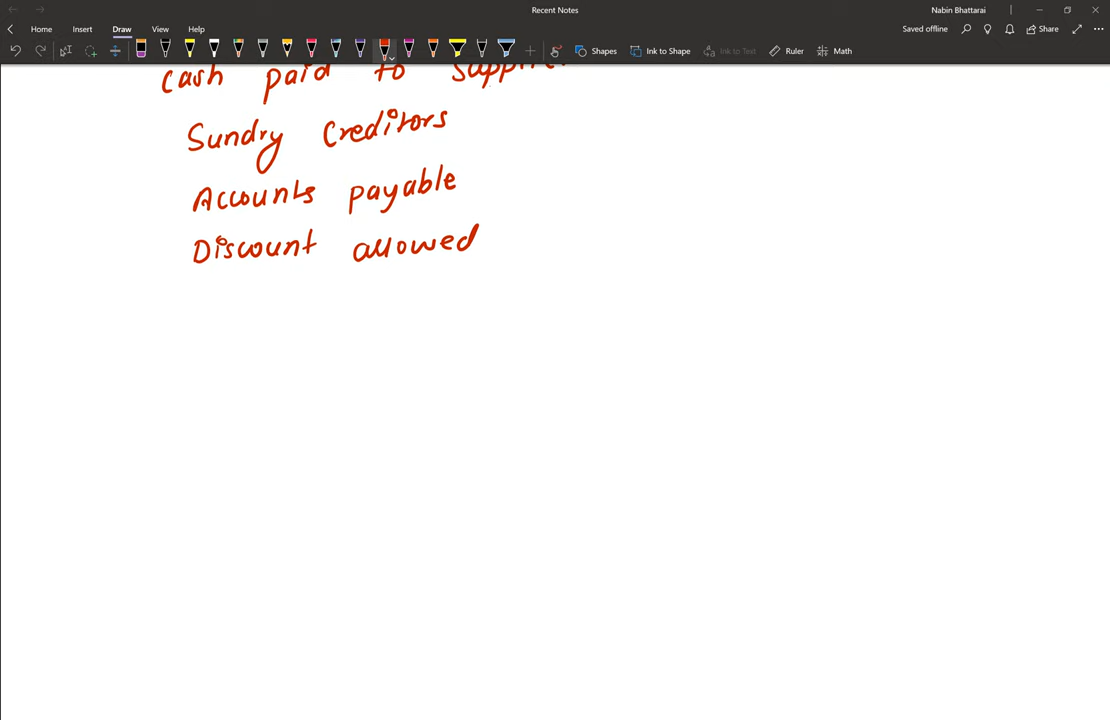 Recent Notes
Nabin Bhattarai
Home Insert Draw View Help
Saved offline
Share
Shapes
Ink to Shape
Ink to Text
Ruler
Math
Cash paid to
Sundry Creditors
Accounts payable
Discount allowed